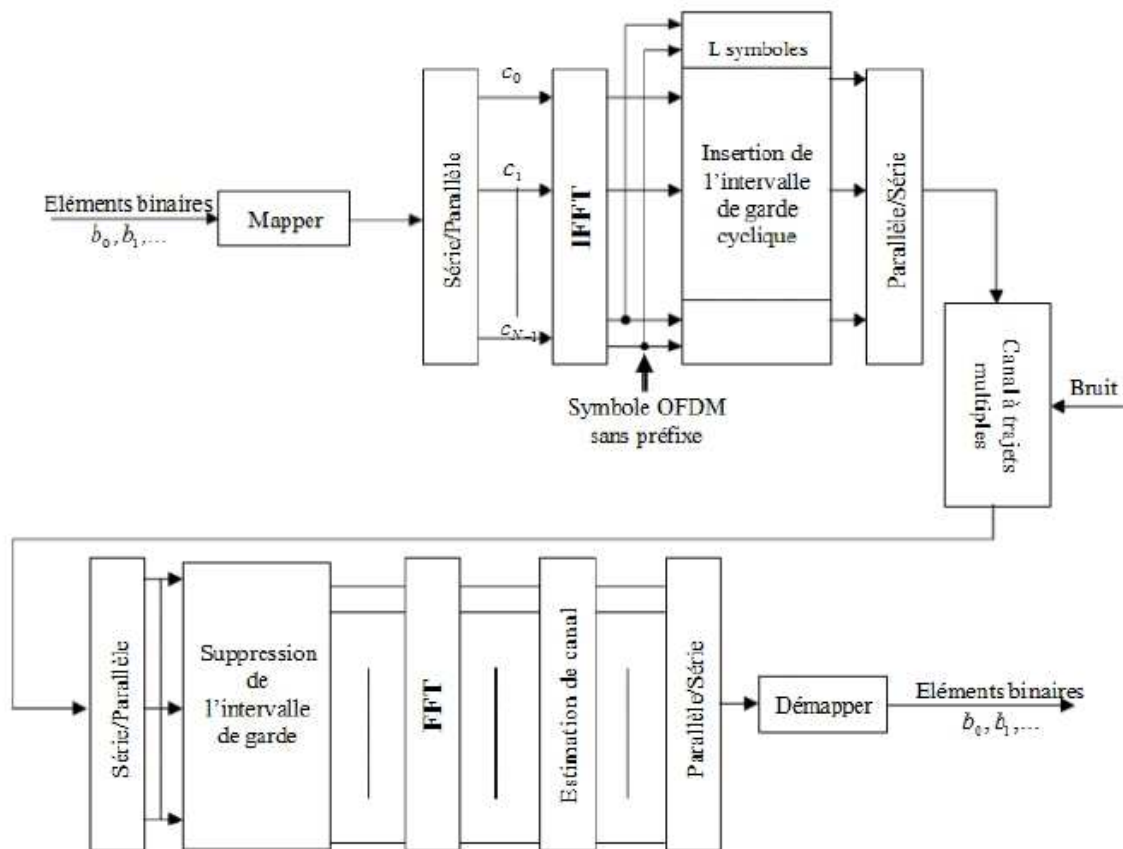 L symboles
c₀
Eléments binaires
b₀, b₁,...
Mapper
Série/Parallèle
c₁
c_{N-1}
IFFT
Insertion de
l'intervalle
de garde
cyclique
Parallèle/Série
Symbole OFDM
sans préfixe
Canal à trajets
multiples
Bruit
Série/Parallèle
Suppression
de
l'intervalle
de garde
FFT
Estimation de canal
Parallèle/Série
Démapper
Eléments binaires
b₀, b₁,...